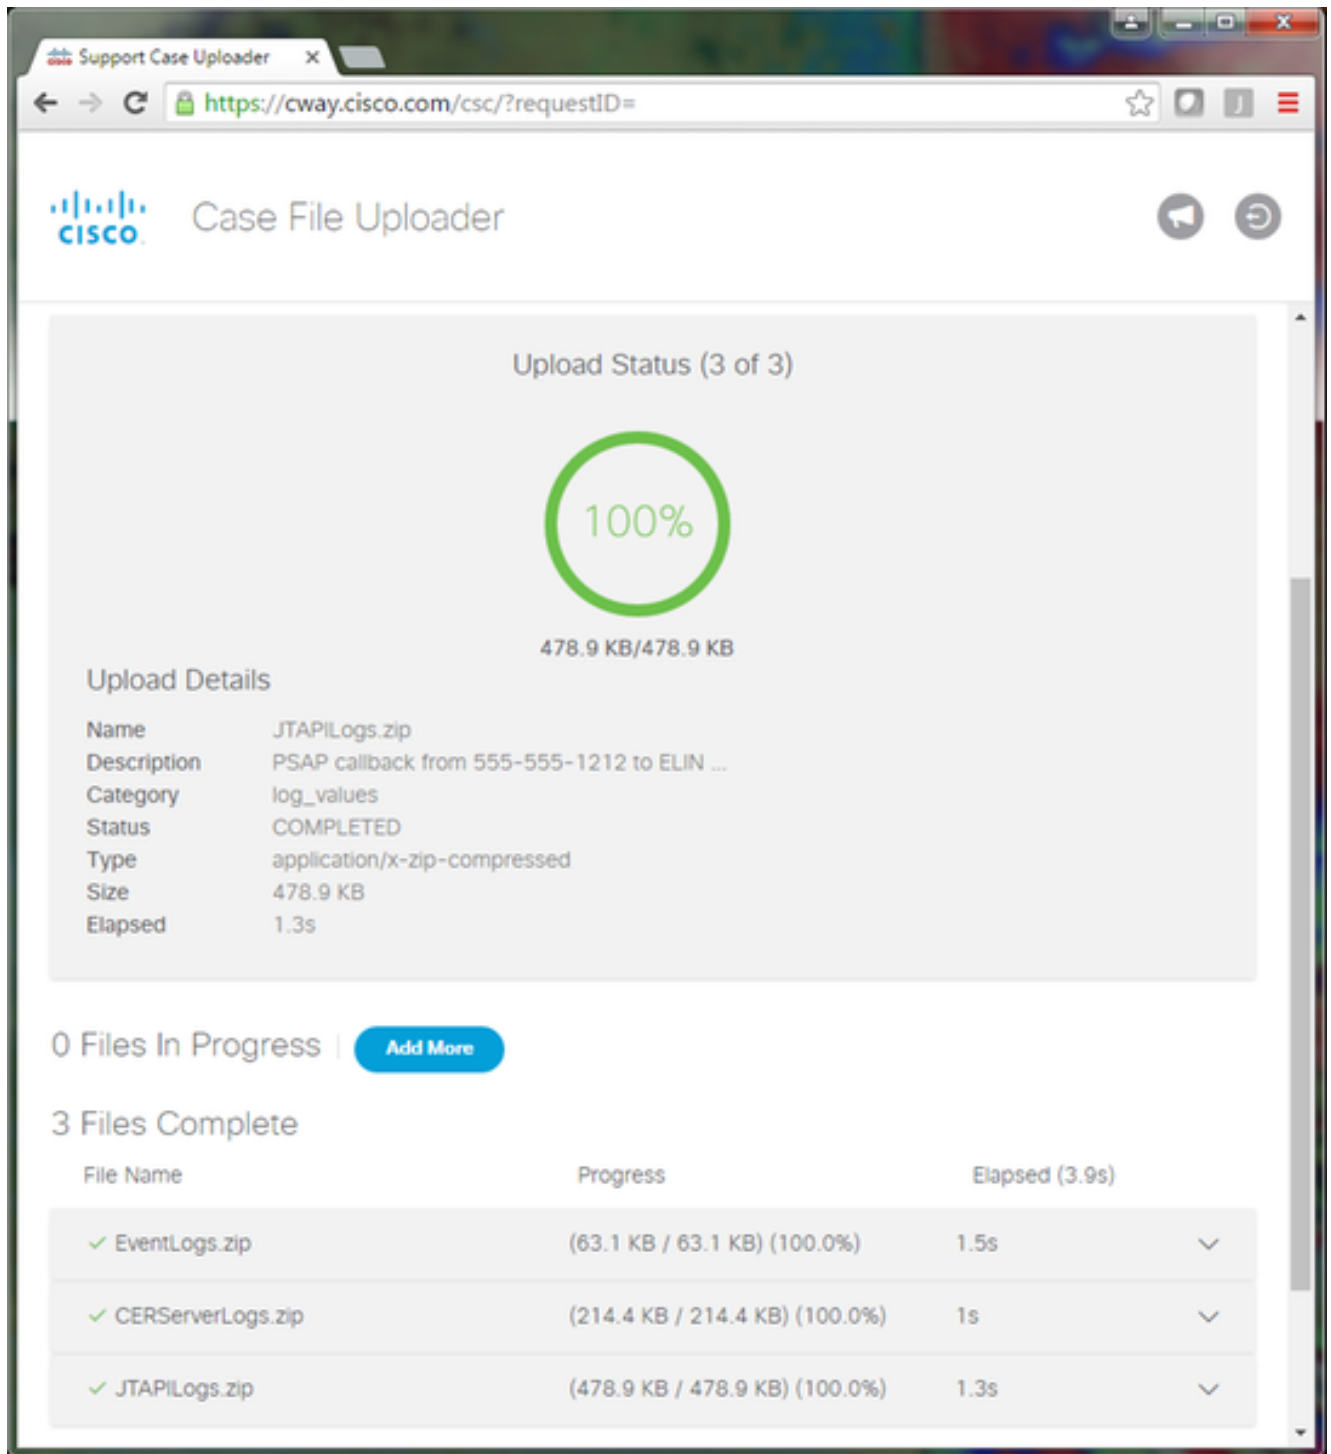 Support Case Uploader
https://cway.cisco.com/csc/?requestID=
J
CISCO
Case File Uploader
Upload Status (3 of 3)
100%
478.9 KB/478.9 KB
Upload Details
Name JTAPILogs.zip
Description PSAP callback from 555-555-1212 to ELIN ...
Category log_values
Status COMPLETED
Type application/x-zip-compressed
Size 478.9 KB
Elapsed 1.3s
0 Files In Progress Add More
3 Files Complete
File Name Progress Elapsed (3.9s)
EventLogs.zip (63.1 KB / 63.1 KB) (100.0%) 1.5s
CERServerLogs.zip (214.4 KB / 214.4 KB) (100.0%) 1s
JTAPILogs.zip (478.9 KB / 478.9 KB) (100.0%) 1.3s